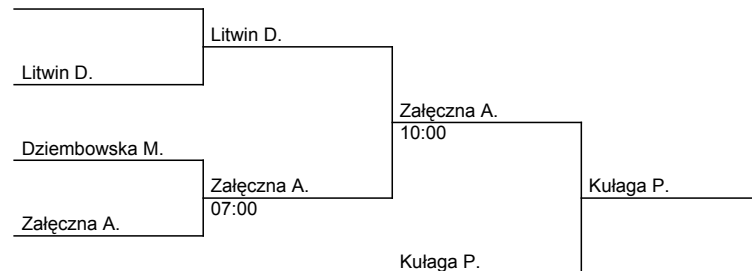 Litwin D.
Litwin D.
Załęczna A.
10:00
Dziembowska M.
Załęczna A.
07:00
Kułaga P.
Załęczna A.
Kułaga P.